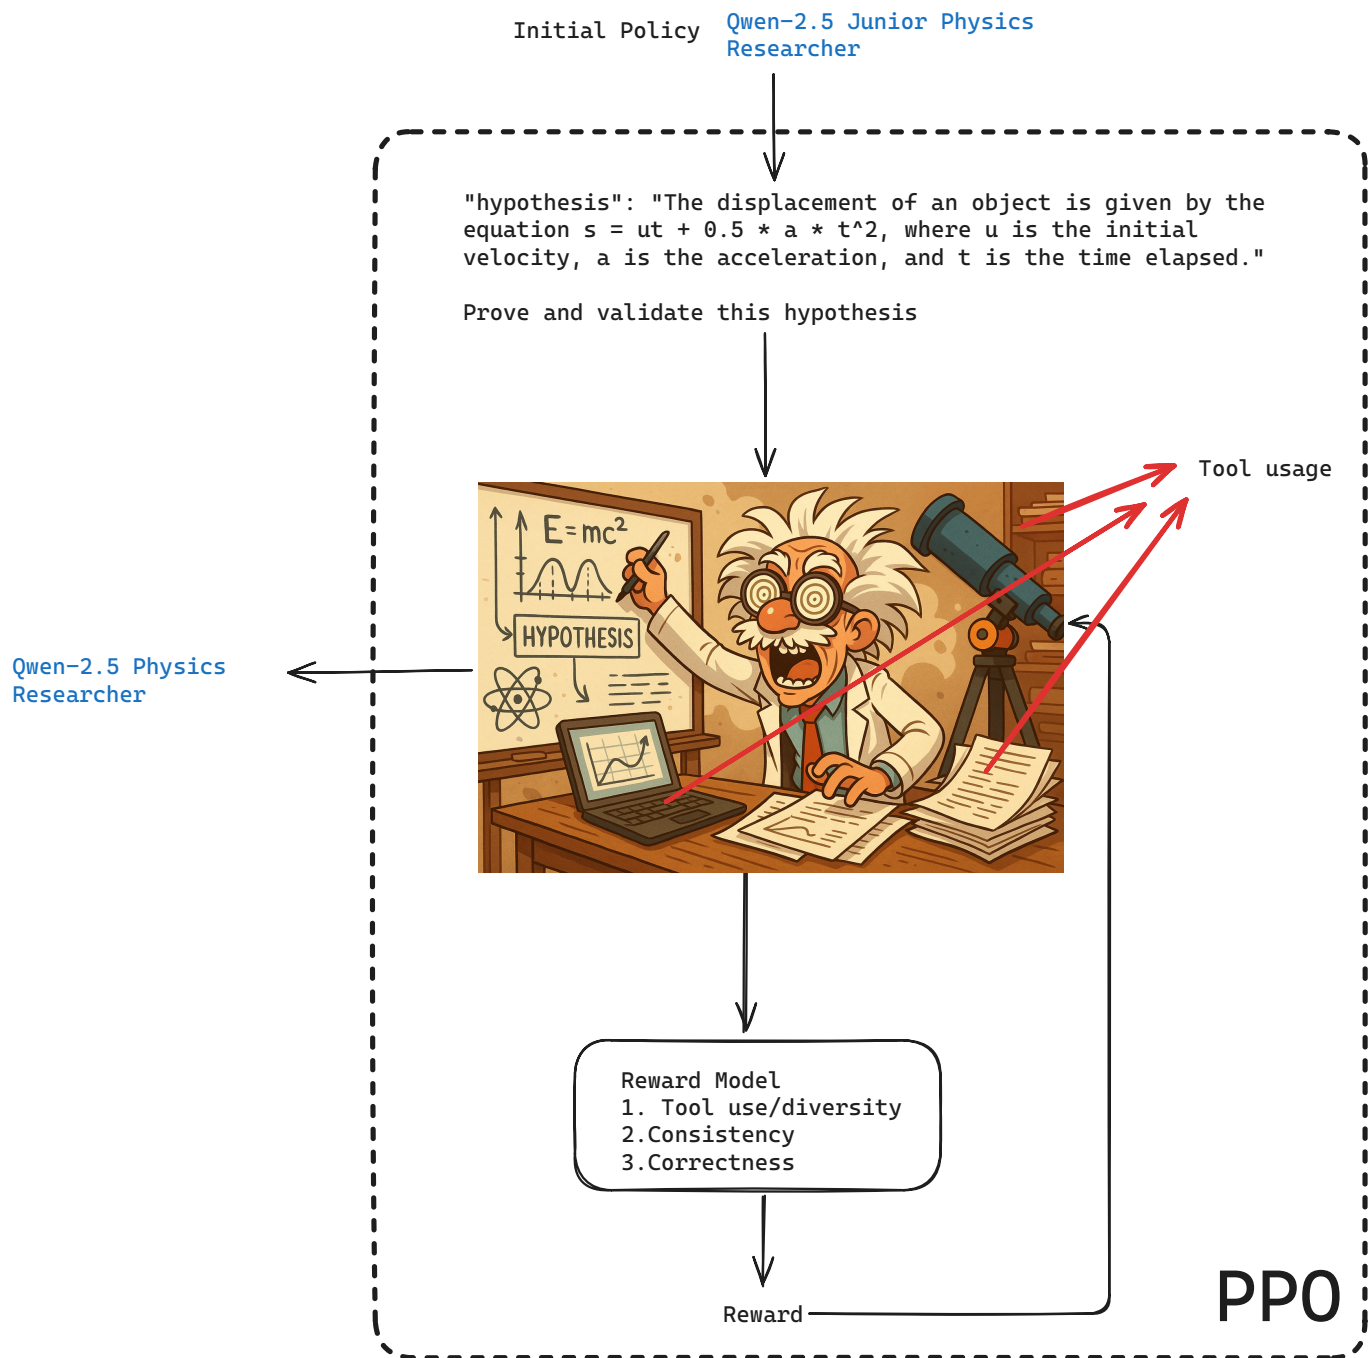 Initial Policy
Qwen-2.5 Junior Physics
Researcher
"hypothesis": "The displacement of an object is given by the
equation s = ut + 0.5 * a * t^2, where u is the initial
velocity, a is the acceleration, and t is the time elapsed."
Prove and validate this hypothesis
Tool usage
E=mc²
HYPOTHESIS
Qwen-2.5 Physics
Researcher
Reward Model
1. Tool use/diversity
2.Consistency
3.Correctness
Reward
PPO